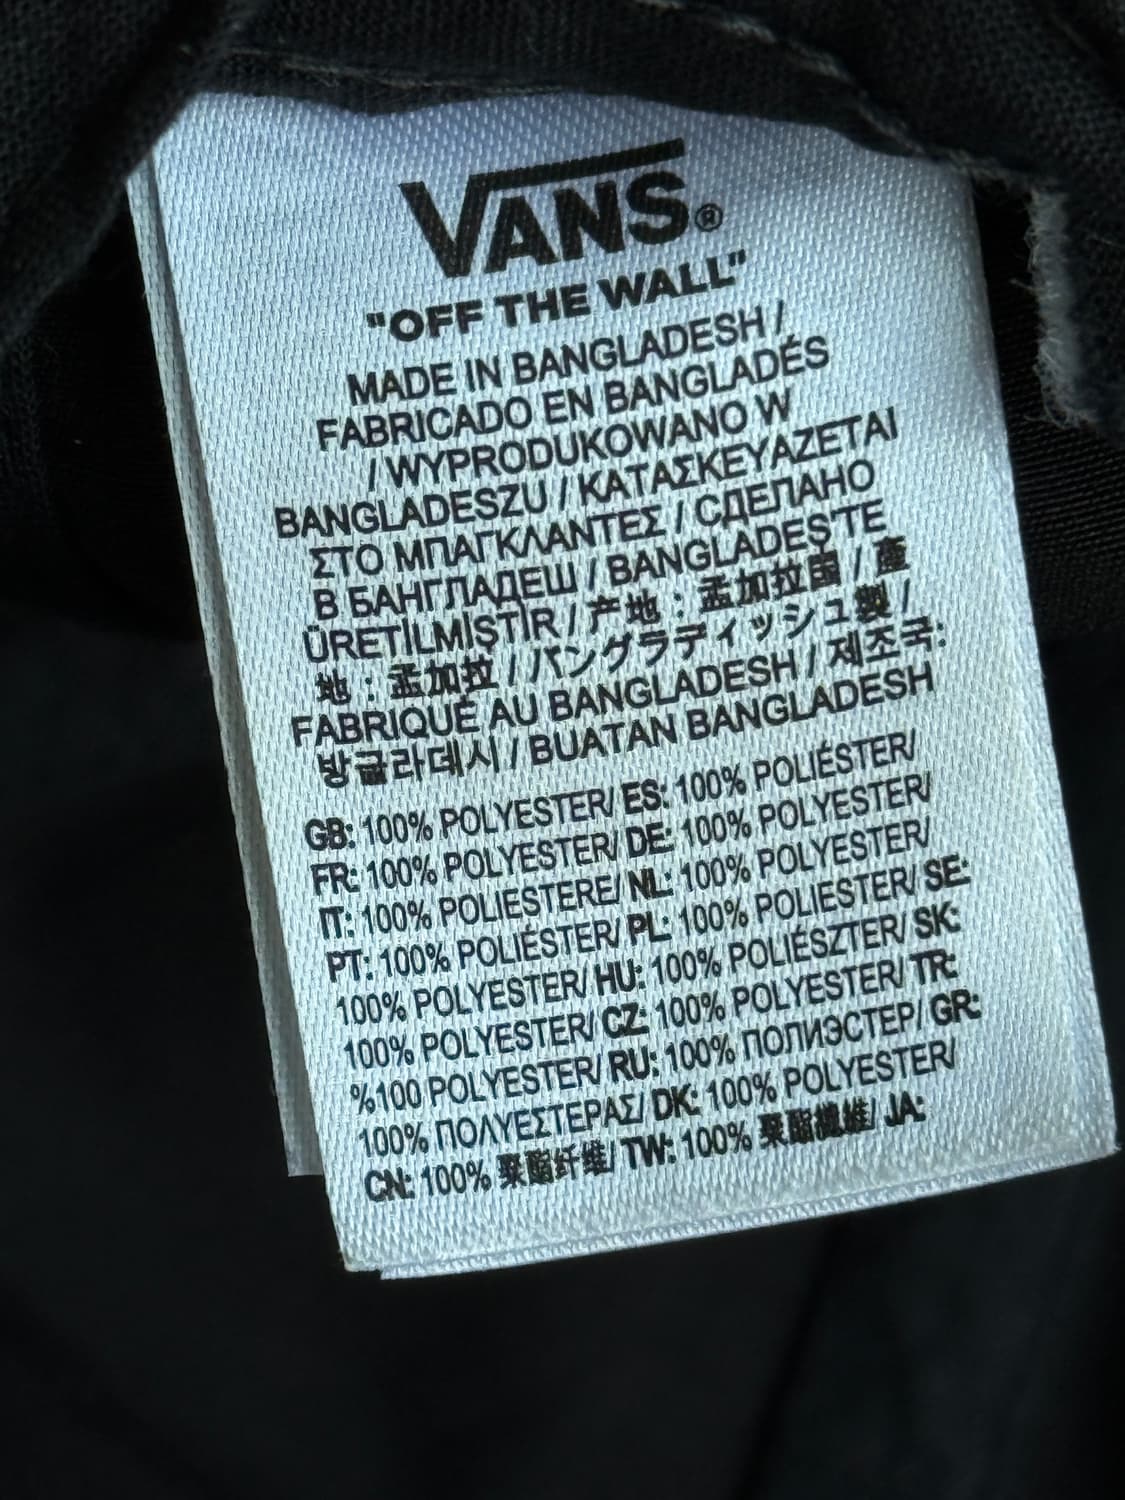 VANS®
"OFF THE WALL"
MADE IN BANGLADESH /
FABRICADO EN BANGLADÉS
/ WYPRODUKOWANO W
BANGLADESZU / ΚΑΤΑΣΚΕΥΑΖΕΤΑΙ
ΣΤΟ ΜΠΑΓΚΛΑΝΤΕΣ / СДЕЛАНО
В БАНГЛАДЕШ / BANGLADEŞ'TE
ÜRETİLMİŞTİR / 产地：孟加拉国 / 產
地：孟加拉 / / バングラディッシュ製 /
FABRIQUÉ AU BANGLADESH / 제조국:
방글라데시 / BUATAN BANGLADESH
GB: 100% POLYESTER/ ES: 100% POLIÉSTER/
FR: 100% POLYESTER/ DE: 100% POLYESTER/
IT: 100% POLIESTERE/ NL: 100% POLYESTER/
PT: 100% POLIÉSTER/ PL: 100% POLIESTER/ SE:
100% POLYESTER/ HU: 100% POLIÉSZTER/ SK:
100% POLYESTER/ CZ: 100% POLYESTER/ TR:
%100 POLYESTER/ RU: 100% ПОЛИЭСТЕР/ GR:
100% ΠΟΛΥΕΣΤΕΡΑΣ/ DK: 100% POLYESTER/
CN: 100% 聚酯纤维/ TW: 100% 聚酯纖維/ JA: